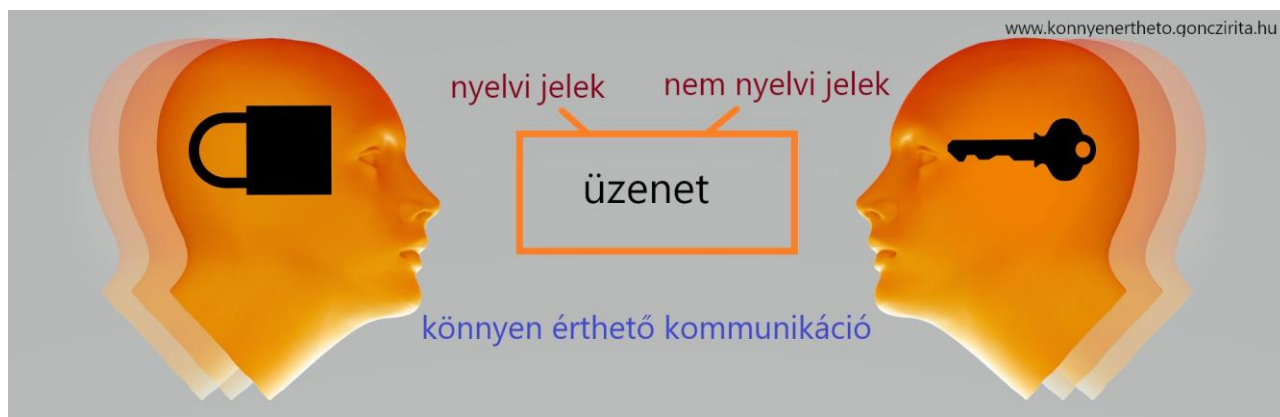 www.konnyenertheto.gonczirita.hu
nyelvi jelek
nem nyelvi jelek
üzenet
könnyen érthető kommunikáció